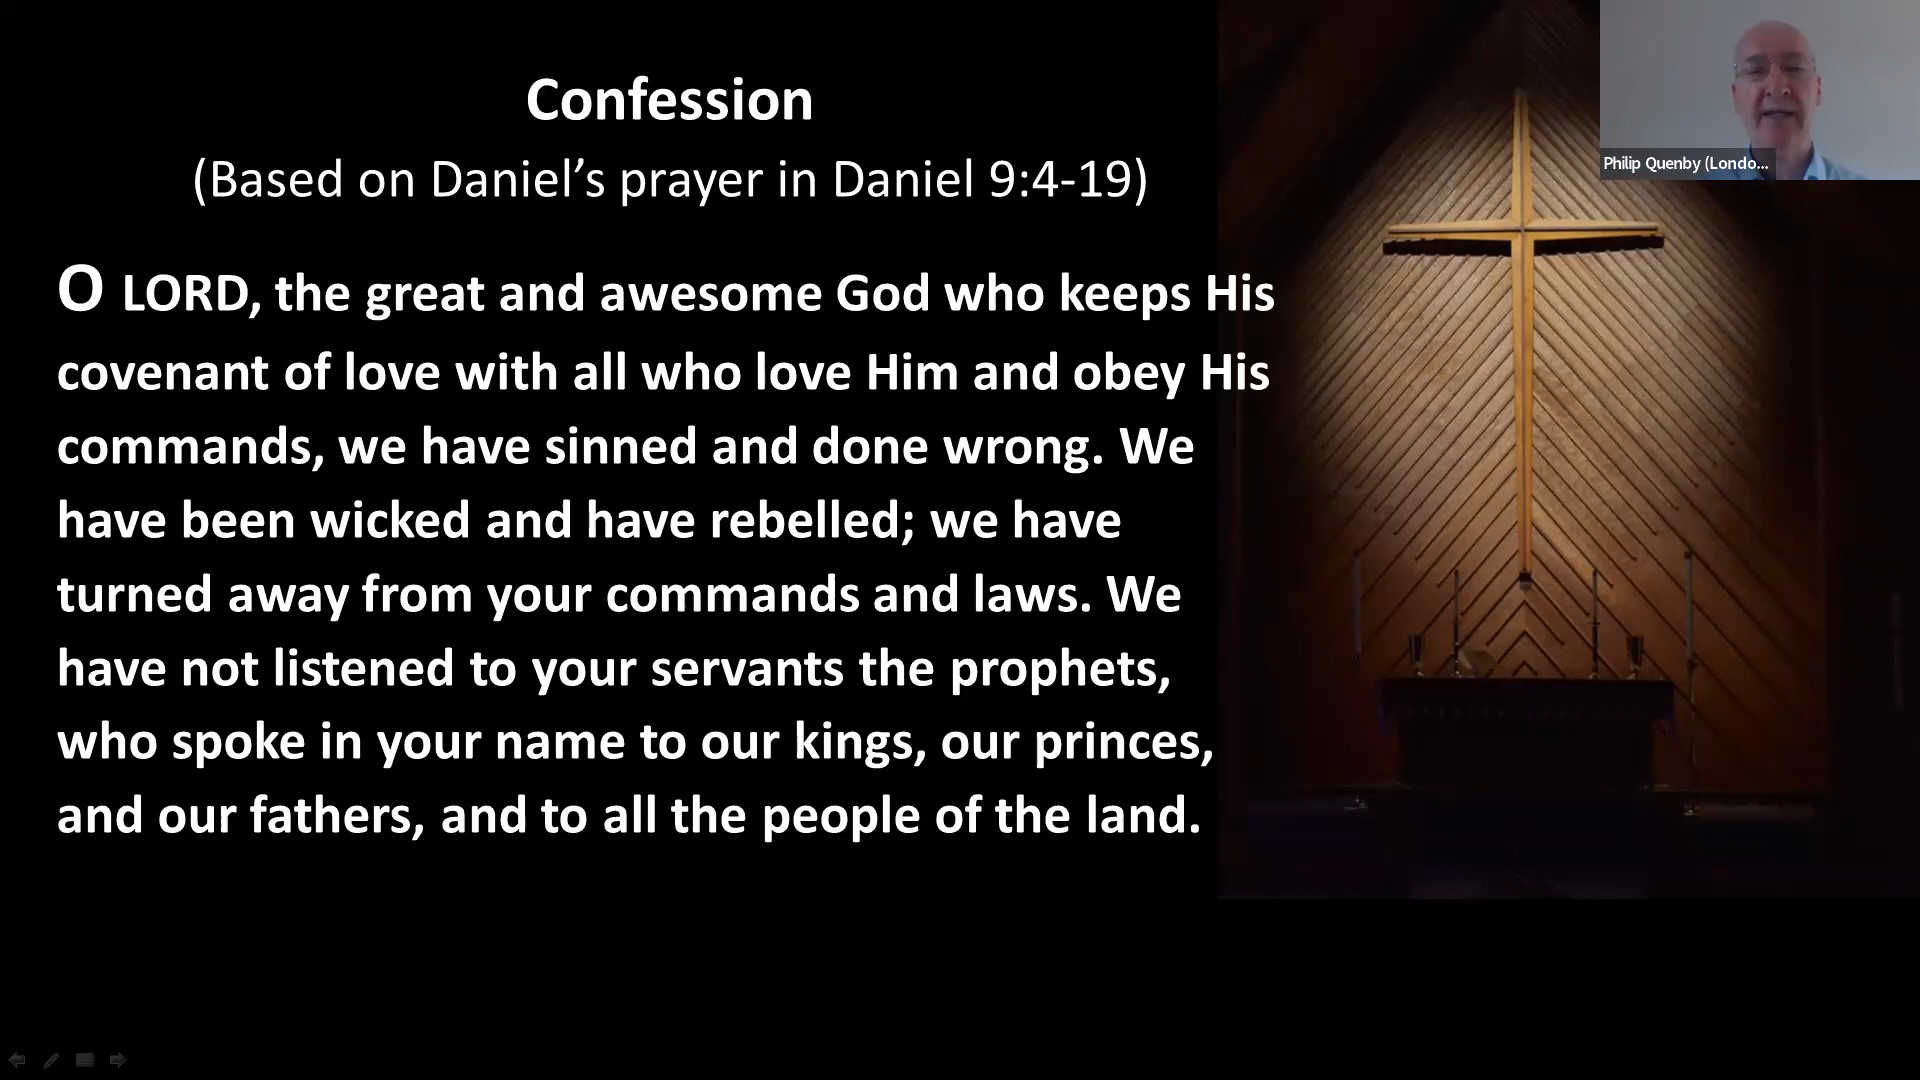 Confession
(Based on Daniel’s prayer in Daniel 9:4-19)
O LORD, the great and awesome God who keeps His
covenant of love with all who love Him and obey His
commands, we have sinned and done wrong. We
have been wicked and have rebelled; we have
turned away from your commands and laws. We
have not listened to your servants the prophets,
who spoke in your name to our kings, our princes,
and our fathers, and to all the people of the land.
Philip Quenby (Londo...